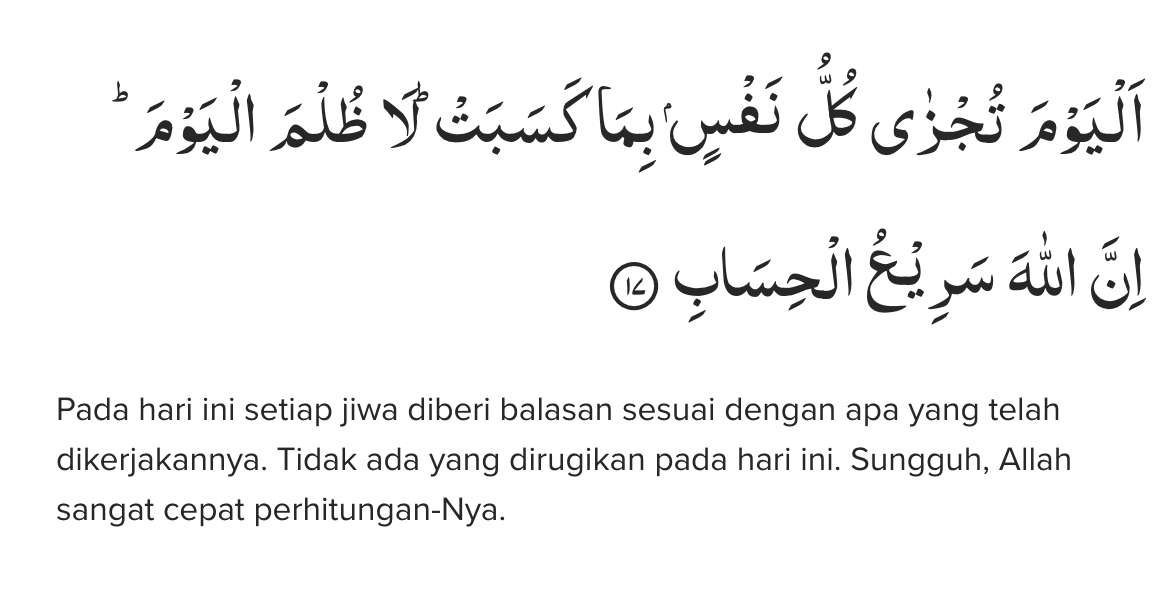 اَلْيَوْمَ تُجْزٰى كُلُّ نَفْسٍۢ بِمَا كَسَبَتْ ۗلَا ظُلْمَ الْيَوْمَ ۗ
اِنَّ اللّٰهَ سَرِيْعُ الْحِسَابِ ١٧
Pada hari ini setiap jiwa diberi balasan sesuai dengan apa yang telah
dikerjakannya. Tidak ada yang dirugikan pada hari ini. Sungguh, Allah
sangat cepat perhitungan-Nya.